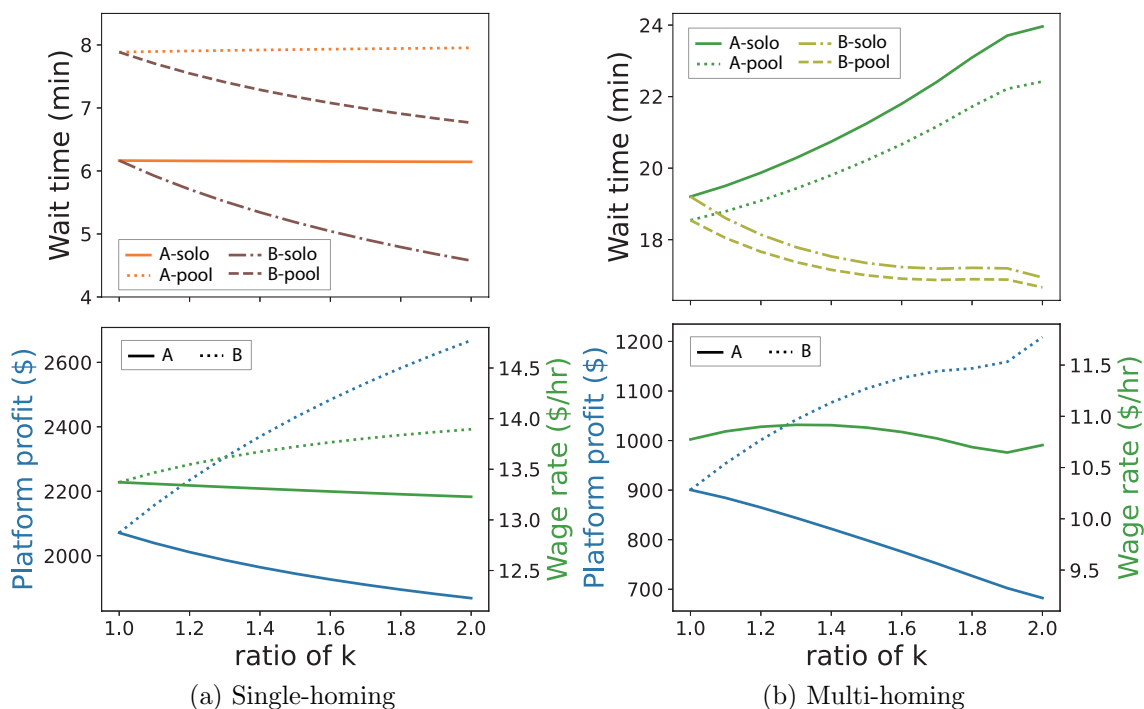 Wait time (min)
8
7
6
5
4
A-solo
A-pool
B-solo
B-pool
Wait time (min)
24
22
20
18
A-solo
A-pool
B-solo
B-pool
Platform profit ($)
2600
2400
2200
2000
A B
14.5
14.0
13.5
13.0
12.5
Wage rate ($/hr)
1.0 1.2 1.4 1.6 1.8 2.0
ratio of k
(a) Single-homing
Platform profit ($)
1200
1100
1000
900
800
700
A B
11.5
11.0
10.5
10.0
9.5
Wage rate ($/hr)
1.0 1.2 1.4 1.6 1.8 2.0
ratio of k
(b) Multi-homing